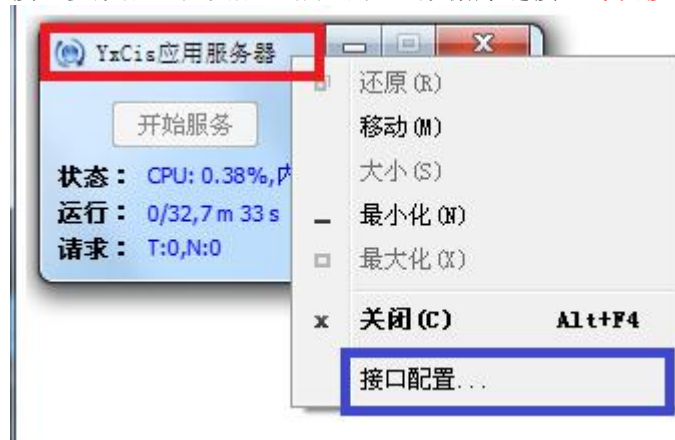 YxCis应用服务器
开始服务
状态： CPU: 0.38%,内
运行： 0/32,7 m 33 s
请求： T:0,N:0
还原(R)
移动(M)
大小(S)
最小化(N)
最大化(X)
关闭(C) Alt+F4
接口配置...